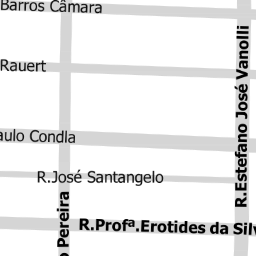 Barros Câmara
Rauert
R.Estefano José Vanolli
aulo Condla
R.José Santangelo
o Pereira
R.Profª.Erotides da Silv